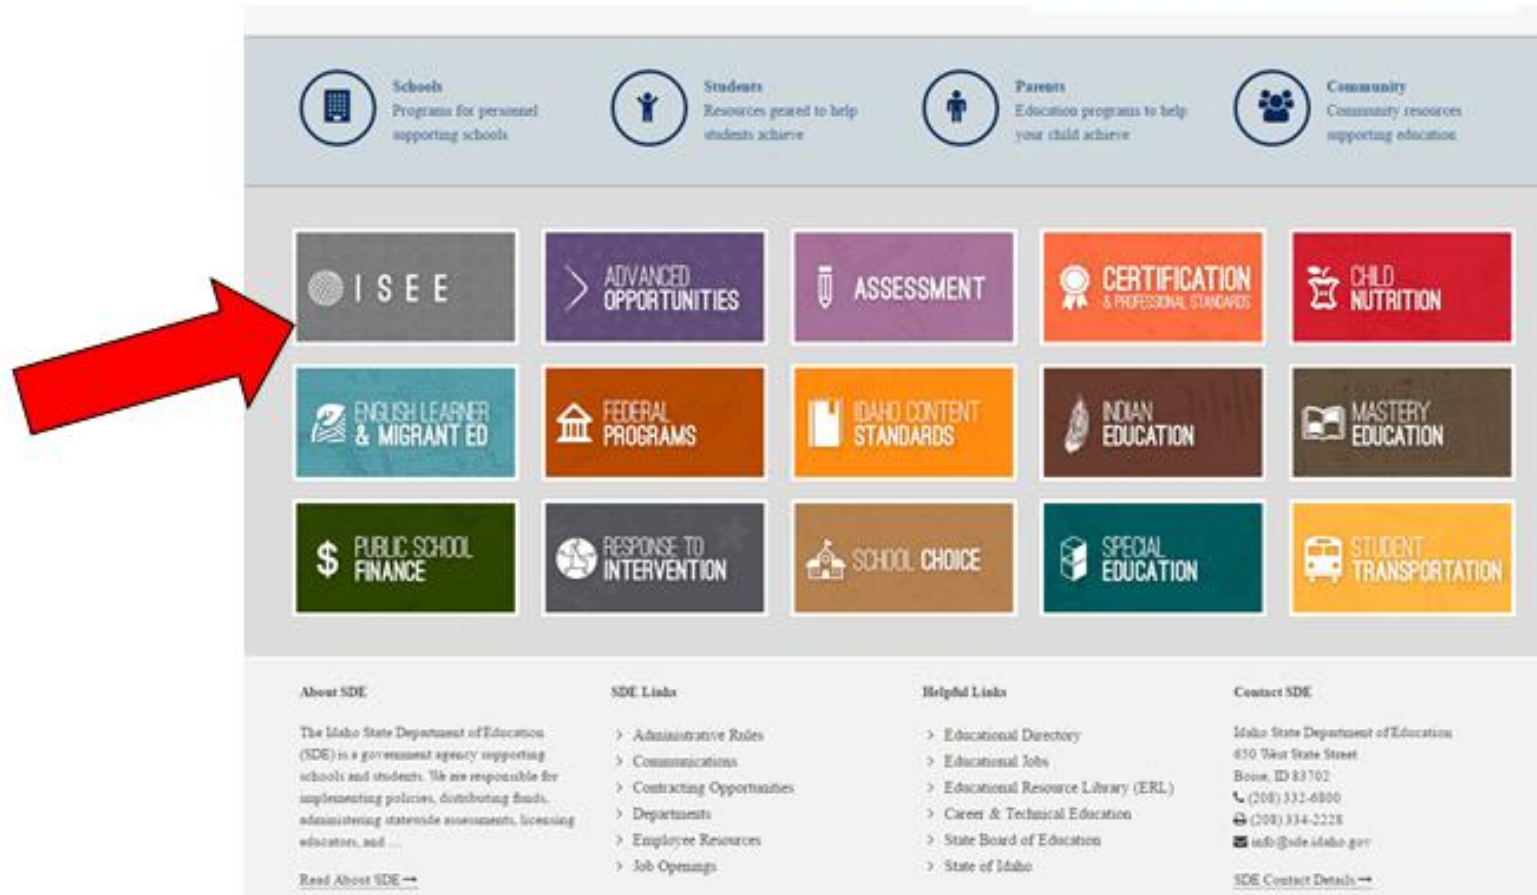 Schools
Programs for personnel
supporting schools
Students
Resources geared to help
students achieve
Parents
Education programs to help
your child achieve
Community
Community resources
supporting education
ISEE
ADVANCED
OPPORTUNITIES
ASSESSMENT
CERTIFICATION
& PROFESSIONAL STANDARDS
CHILD
NUTRITION
ENGLISH LEARNER
& MIGRANT ED
FEDERAL
PROGRAMS
IDAHO CONTENT
STANDARDS
INDIAN
EDUCATION
MASTERY
EDUCATION
$ PUBLIC SCHOOL
FINANCE
RESPONSE TO
INTERVENTION
SCHOOL CHOICE
SPECIAL
EDUCATION
STUDENT
TRANSPORTATION
About SDE
The Idaho State Department of Education
(SDE) is a government agency supporting
schools and students. We are responsible for
implementing policies, distributing funds,
administering statewide assessments, licensing
educators, and ...
Read About SDE→
SDE Links
> Administrative Rules
> Communications
> Contracting Opportunities
> Departments
> Employee Resources
> Job Openings
Helpful Links
> Educational Directory
> Educational Jobs
> Educational Resource Library (ERL)
> Career & Technical Education
> State Board of Education
> State of Idaho
Contact SDE
Idaho State Department of Education
650 West State Street
Boise, ID 83702
(208) 332-6800
(208) 334-2228
info@sde.idaho.gov
SDE Contact Details→